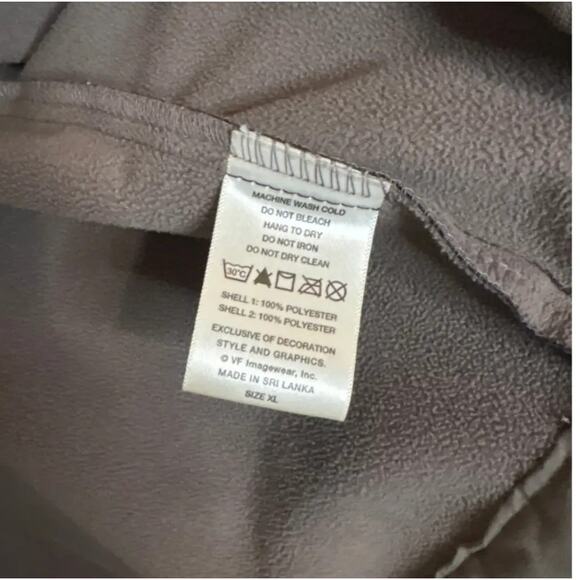 MACHINE WASH COLD
DO NOT BLEACH
HANG TO DRY
DO NOT IRON
DO NOT DRY CLEAN
30°C
SHELL 1: 100% POLYESTER
SHELL 2: 100% POLYESTER
EXCLUSIVE OF DECORATION
STYLE AND GRAPHICS.
© VF Imagewear, Inc.
MADE IN SRI LANKA
SIZE XL